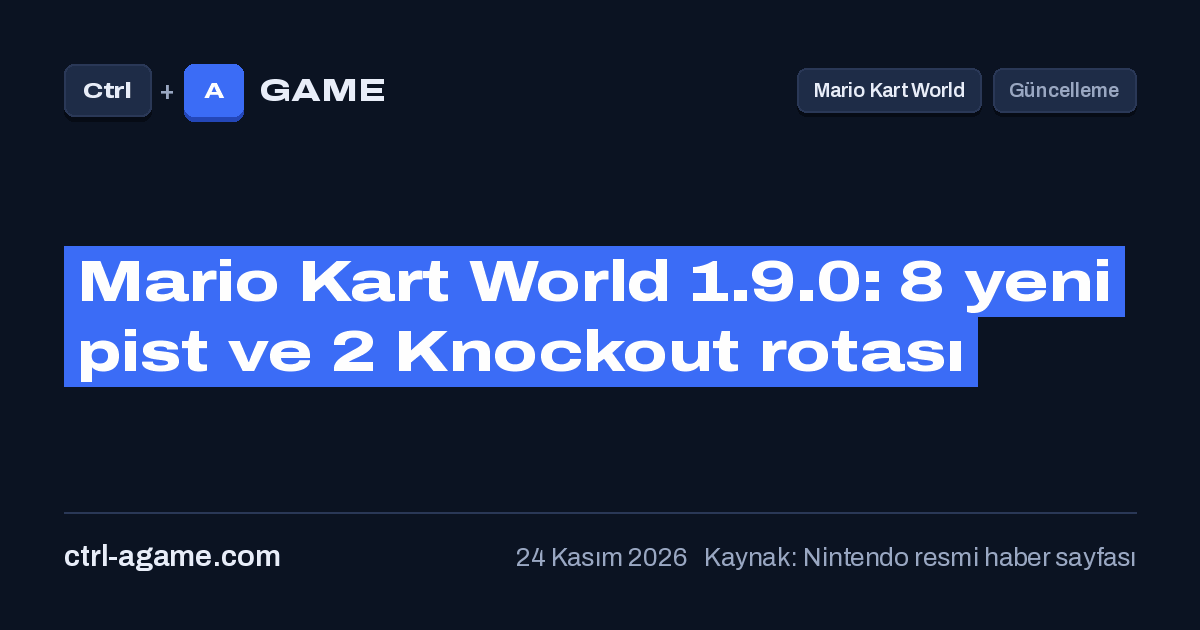 Ctrl + A GAME
Mario Kart World Güncelleme
Mario Kart World 1.9.0: 8 yeni
pist ve 2 Knockout rotası
ctrl-agame.com
24 Kasım 2026 Kaynak: Nintendo resmi haber sayfası